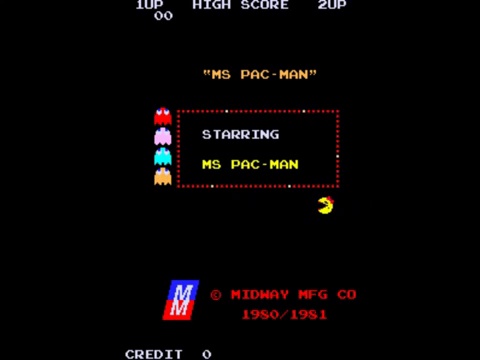 1UP HIGH SCORE 2UP
00
"MS PAC-MAN"
STARRING
MS PAC-MAN
MM
© MIDWAY MFG CO
1980/1981
CREDIT 0